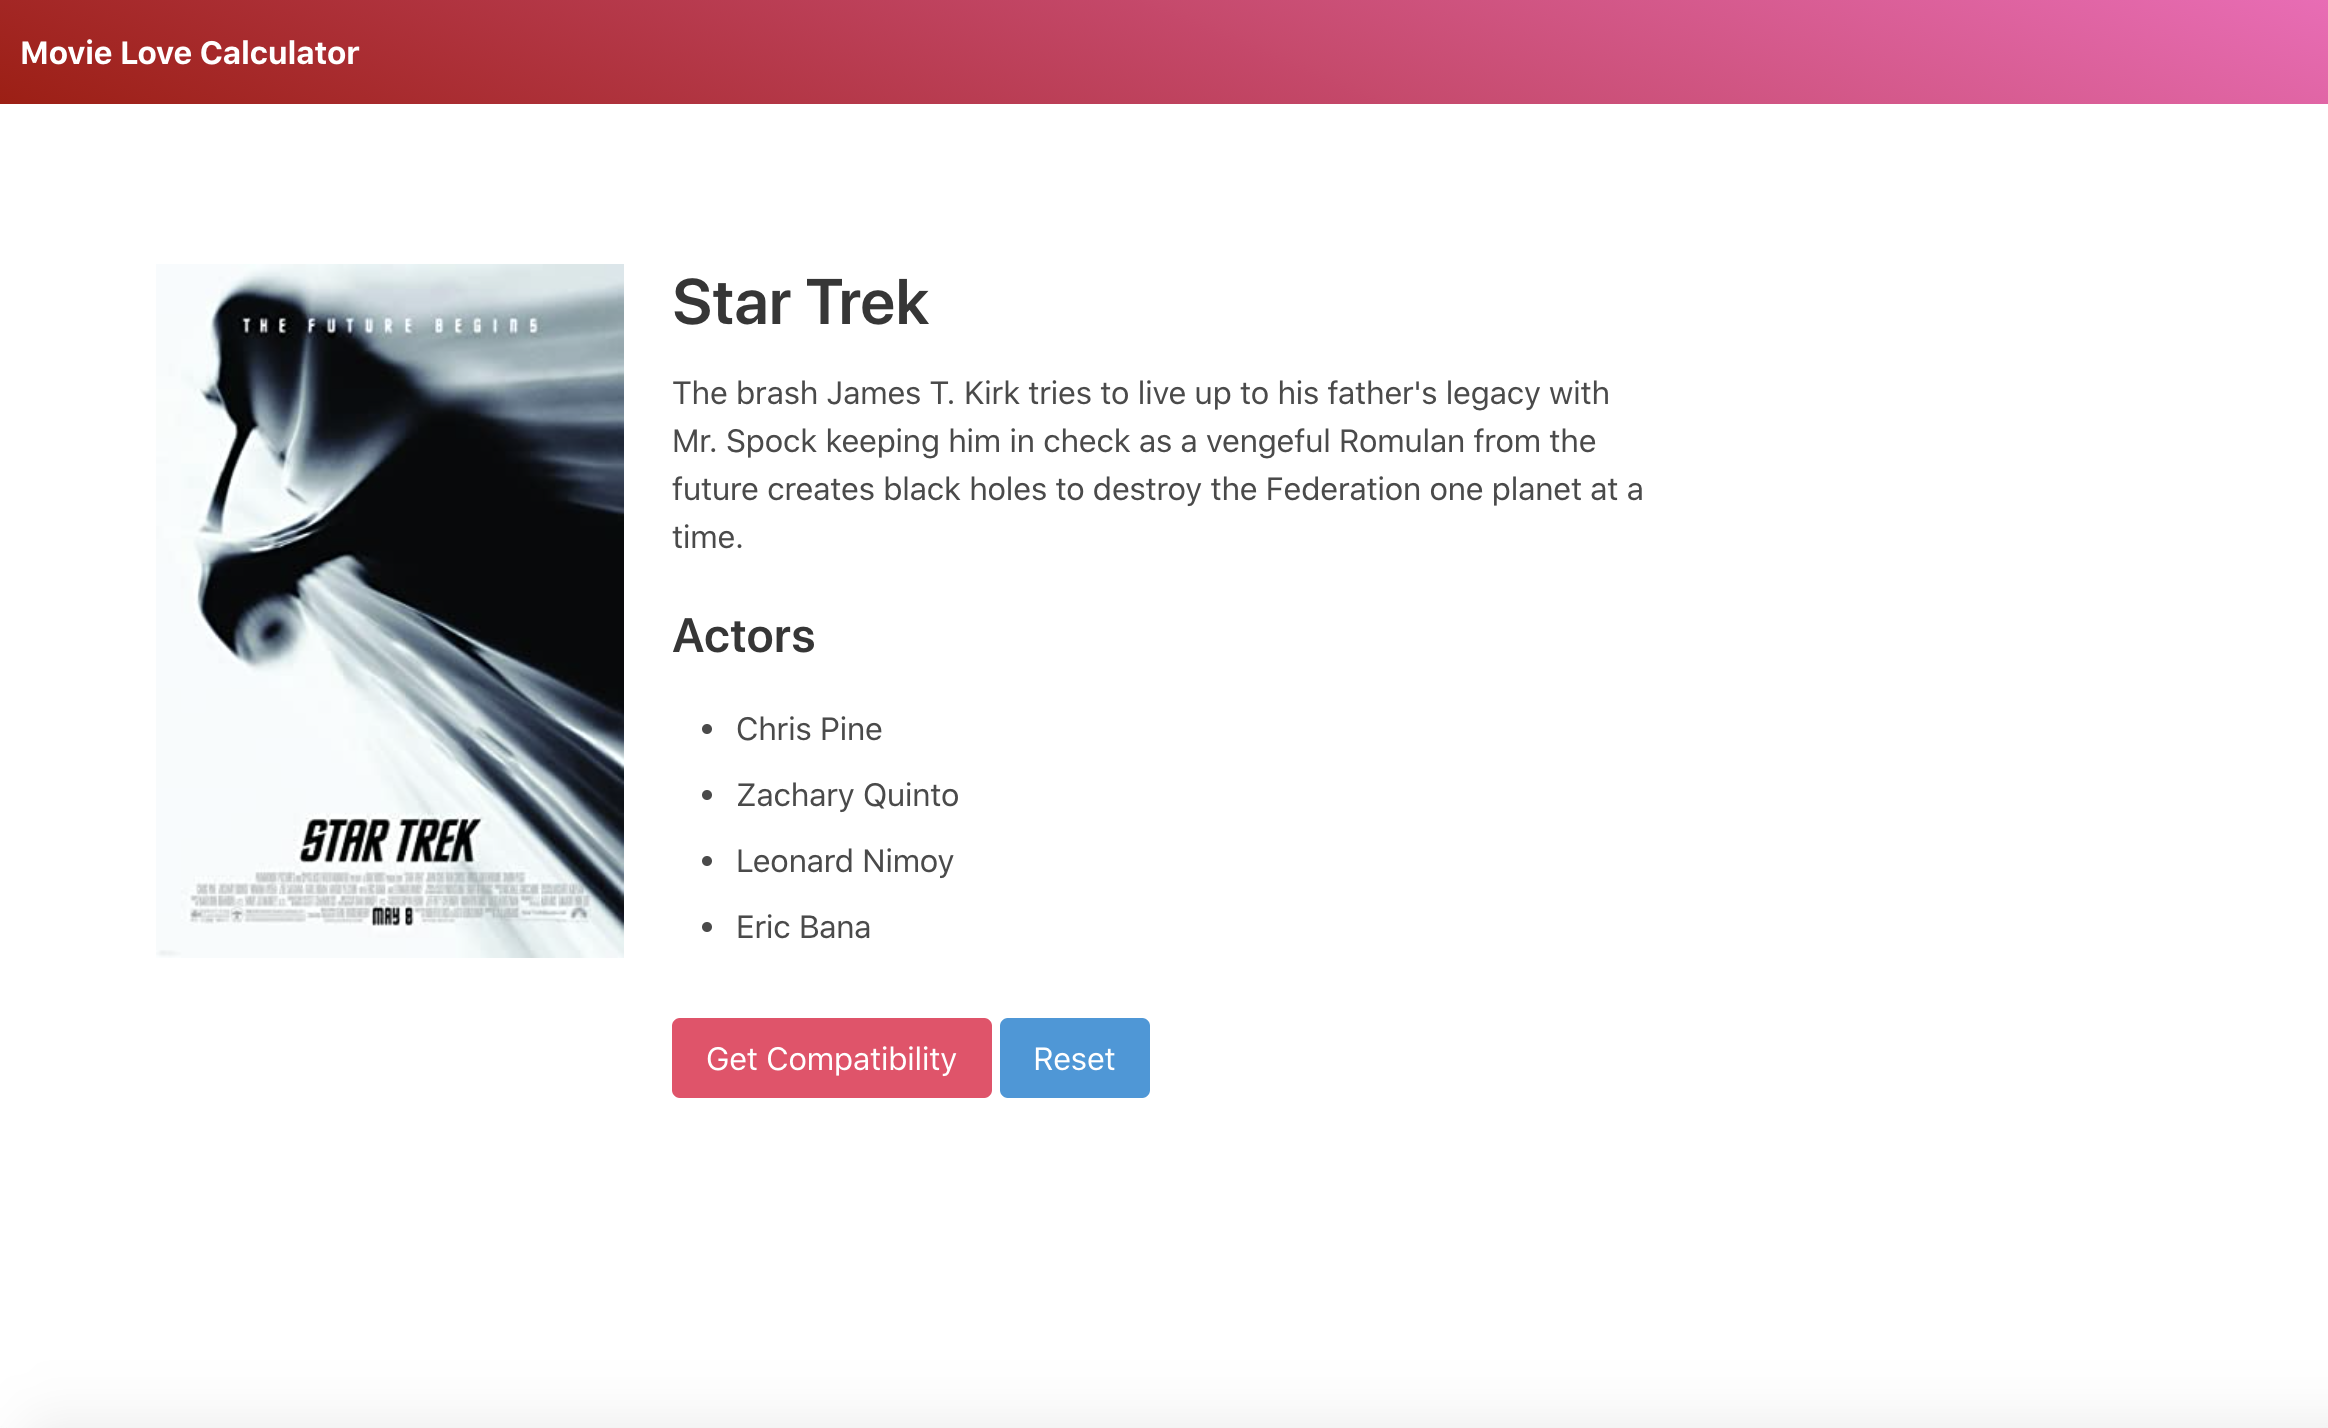 Movie Love Calculator
THE FUTURE BEGINS
STAR TREK
MAY 8
Star Trek
The brash James T. Kirk tries to live up to his father's legacy with
Mr. Spock keeping him in check as a vengeful Romulan from the
future creates black holes to destroy the Federation one planet at a
time.
Actors
• Chris Pine
• Zachary Quinto
• Leonard Nimoy
• Eric Bana
Get Compatibility
Reset